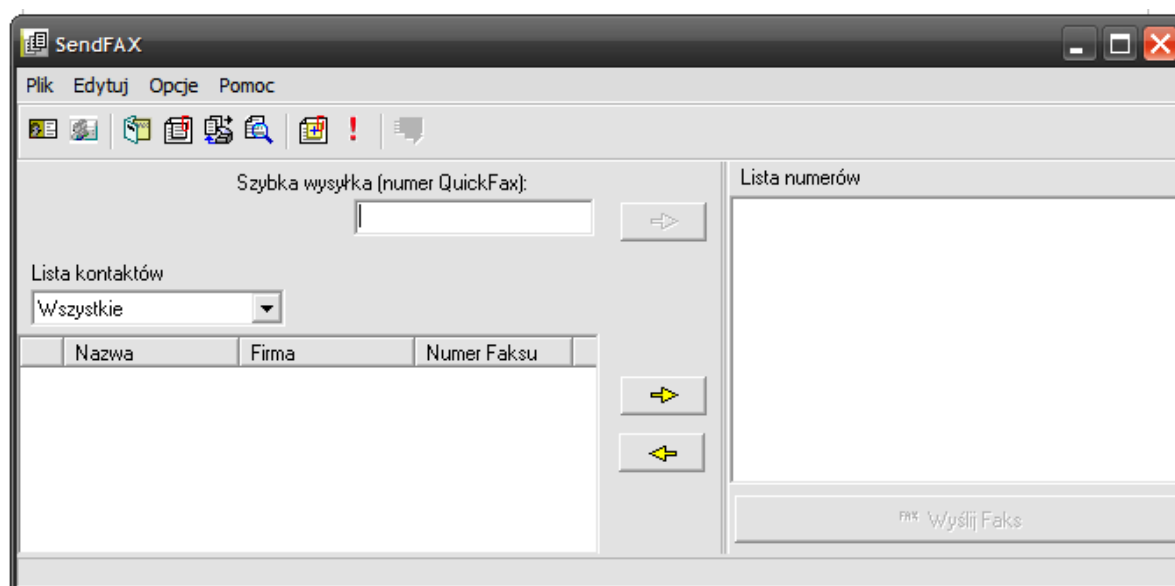 SendFAX
Plik Edytuj Opcje Pomoc
Szybka wysyłka (numer QuickFax):
Lista kontaktów
Wszystkie
Nazwa Firma Numer Faksu
Lista numerów
FAX Wyślij Faks